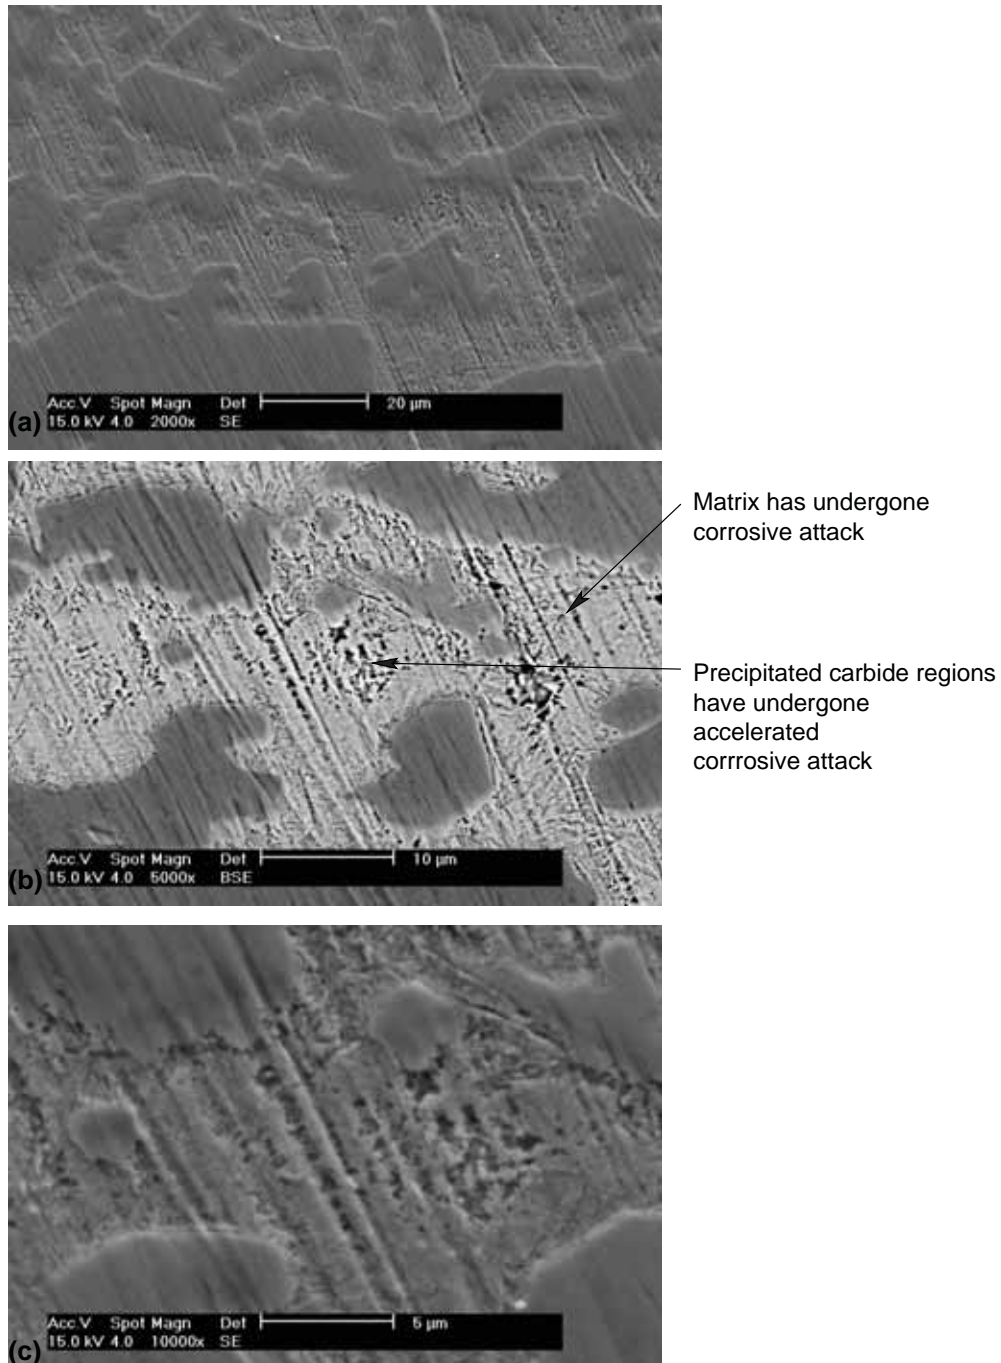 Acc.V Spot Magn Det 20 µm
15.0 kV 4.0 2000x SE
(a)
Matrix has undergone
corrosive attack
Precipitated carbide regions
have undergone
accelerated
corrrosive attack
Acc.V Spot Magn Det 10 µm
15.0 kV 4.0 5000x BSE
(b)
Acc.V Spot Magn Det 5 µm
15.0 kV 4.0 10000x SE
(c)